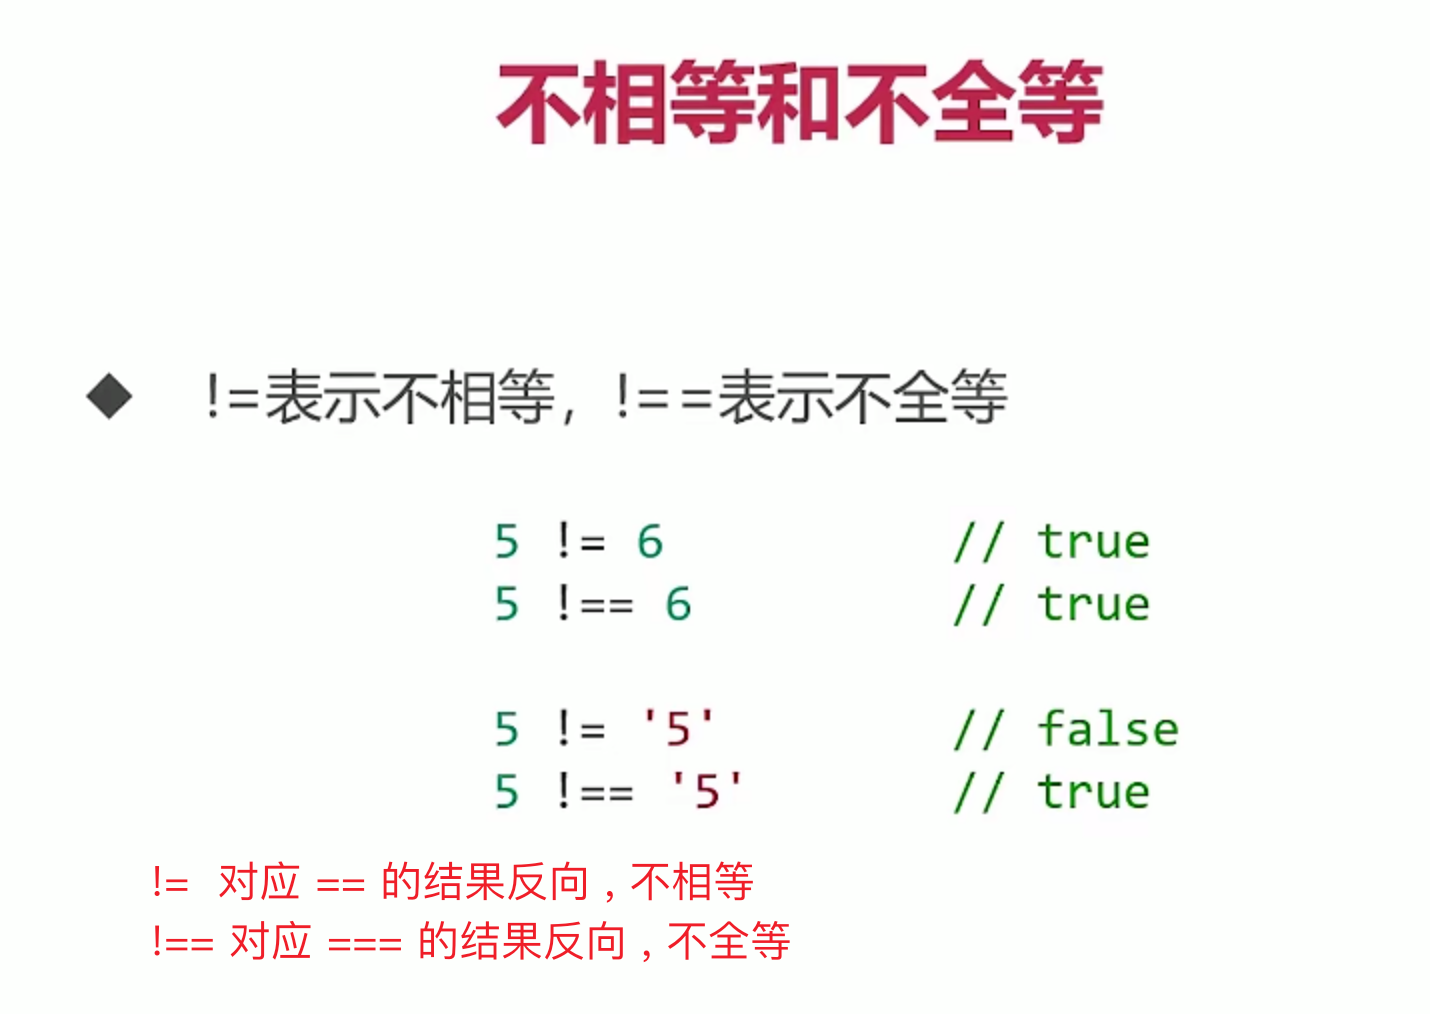 不相等和不全等
◆ !=表示不相等，!==表示不全等
5 != 6 // true
5 !== 6 // true
5 != '5' // false
5 !== '5' // true
!= 对应 == 的结果反向 , 不相等
!== 对应 === 的结果反向 , 不全等